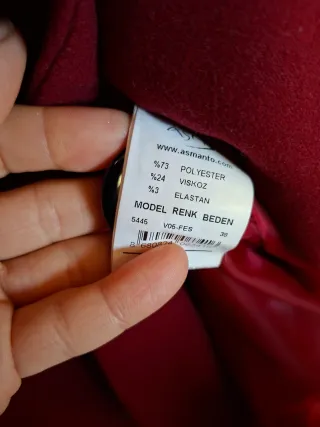 www.asmanto.com
%73 POLYESTER
%24 VISKOZ
%3 ELASTAN
MODEL RENK BEDEN
5445 V05-FES 38